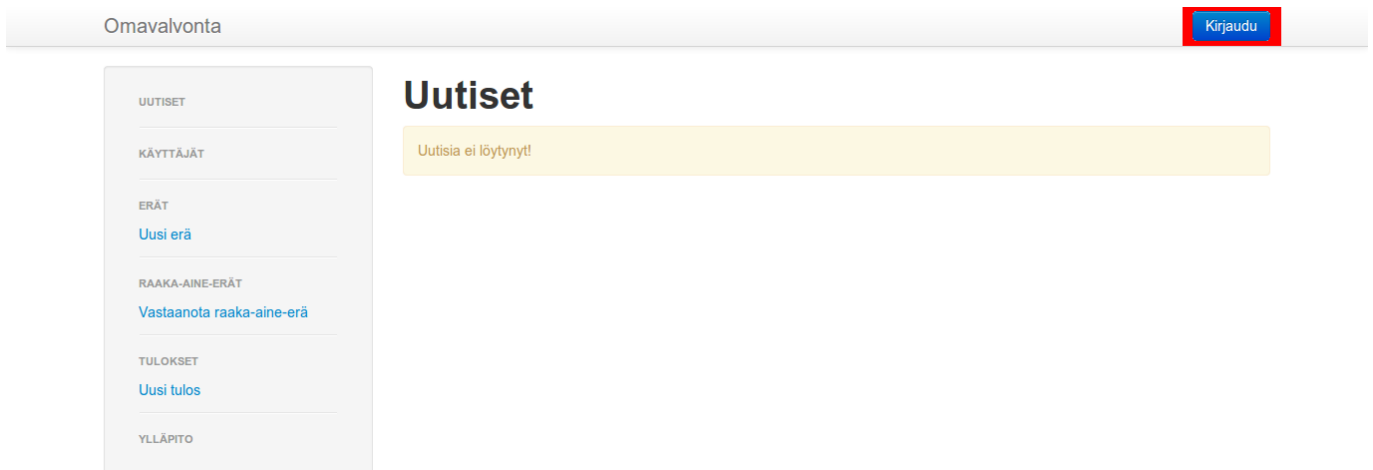 Omavalvonta
Kirjaudu
UUTISET
KÄYTTÄJÄT
ERÄT
Uusi erä
RAAKA-AINE-ERÄT
Vastaanota raaka-aine-erä
TULOKSET
Uusi tulos
YLLÄPITO
Uutiset
Uutisia ei löytynyt!